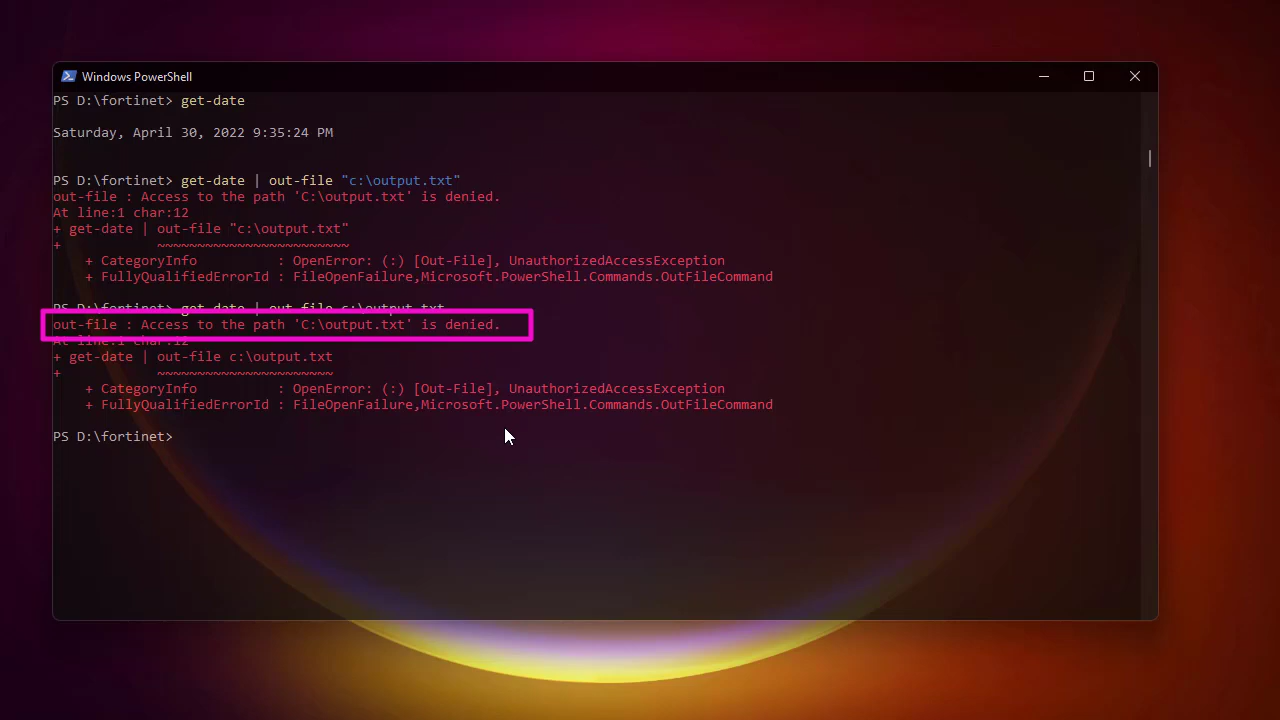 Windows PowerShell
PS D:\fortinet> get-date
Saturday, April 30, 2022 9:35:24 PM
PS D:\fortinet> get-date | out-file "c:\output.txt"
out-file : Access to the path 'C:\output.txt' is denied.
At line:1 char:12
+ get-date | out-file "c:\output.txt"
+            ~~~~~~~~~~~~~~~~~~~~~~~~
    + CategoryInfo          : OpenError: (:) [Out-File], UnauthorizedAccessException
    + FullyQualifiedErrorId : FileOpenFailure,Microsoft.PowerShell.Commands.OutFileCommand
PS D:\fortinet> get-date | out-file c:\output.txt
out-file : Access to the path 'C:\output.txt' is denied.
At line:1 char:12
+ get-date | out-file c:\output.txt
+            ~~~~~~~~~~~~~~~~~~~~~~
    + CategoryInfo          : OpenError: (:) [Out-File], UnauthorizedAccessException
    + FullyQualifiedErrorId : FileOpenFailure,Microsoft.PowerShell.Commands.OutFileCommand
PS D:\fortinet>